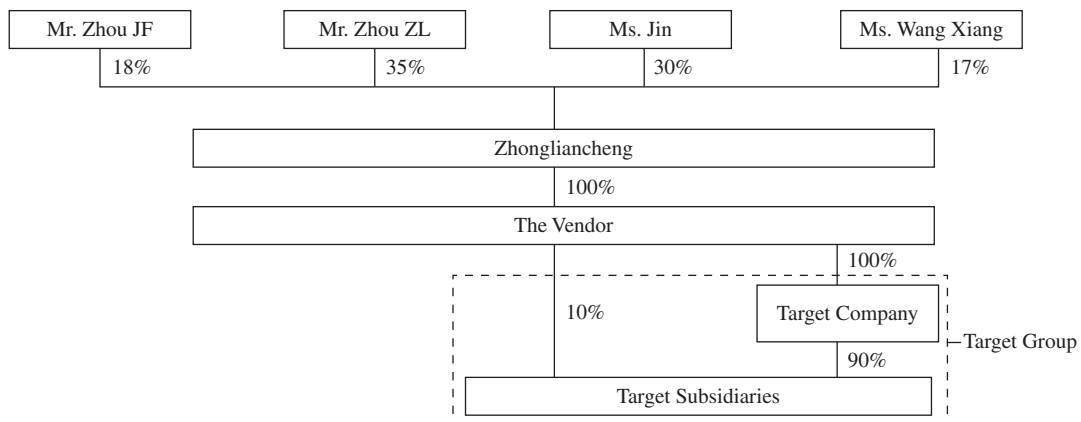 Mr. Zhou JF
Mr. Zhou ZL
Ms. Jin
Ms. Wang Xiang
18%
35%
30%
17%
Zhongliancheng
100%
The Vendor
100%
10%
Target Company
Target Group
90%
Target Subsidiaries